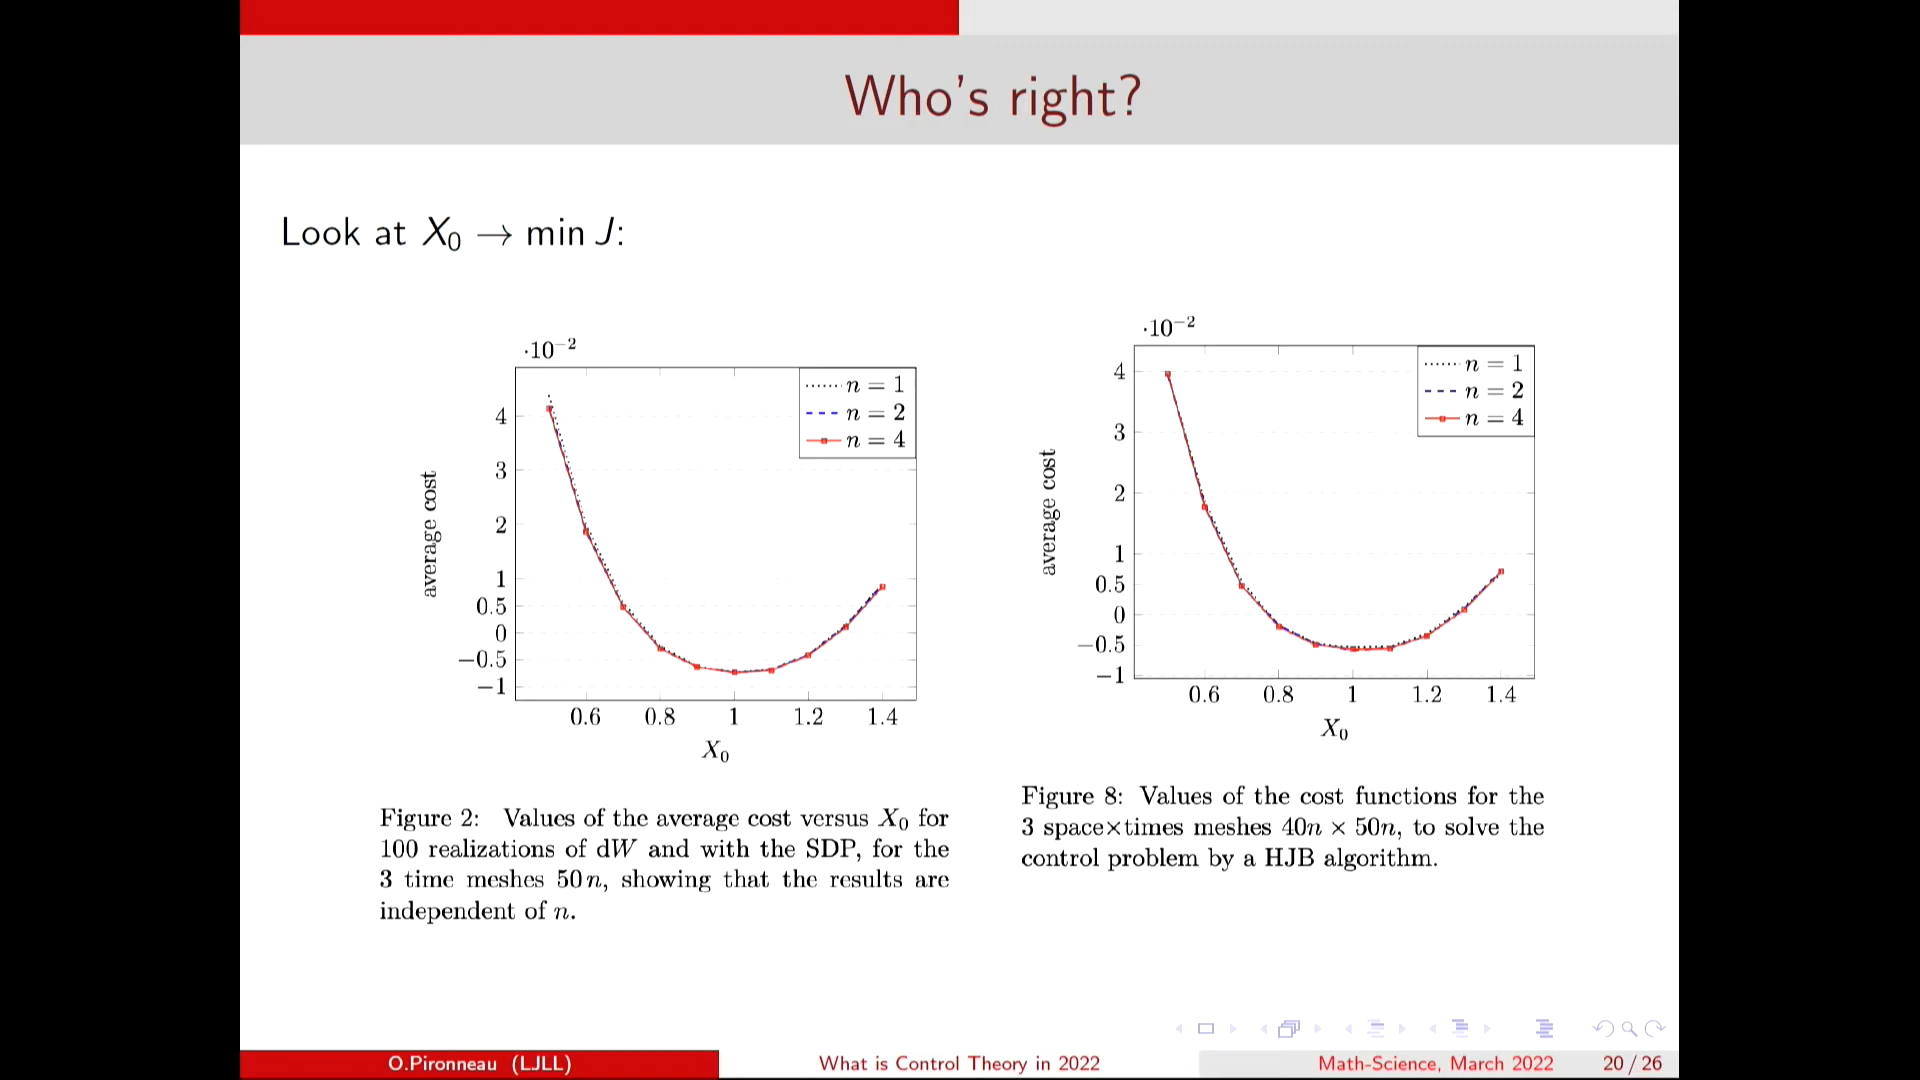 Who's right?
Look at X₀ → min J:
·10⁻²
n = 1
n = 2
n = 4
4
3
2
1
0.5
0
−0.5
−1
average cost
0.6 0.8 1 1.2 1.4
X₀
Figure 2: Values of the average cost versus X₀ for
100 realizations of dW and with the SDP, for the
3 time meshes 50n, showing that the results are
independent of n.
·10⁻²
n = 1
n = 2
n = 4
4
3
2
1
0.5
0
−0.5
−1
average cost
0.6 0.8 1 1.2 1.4
X₀
Figure 8: Values of the cost functions for the
3 space×times meshes 40n × 50n, to solve the
control problem by a HJB algorithm.
O.Pironneau (LJLL) What is Control Theory in 2022 Math-Science, March 2022 20 / 26